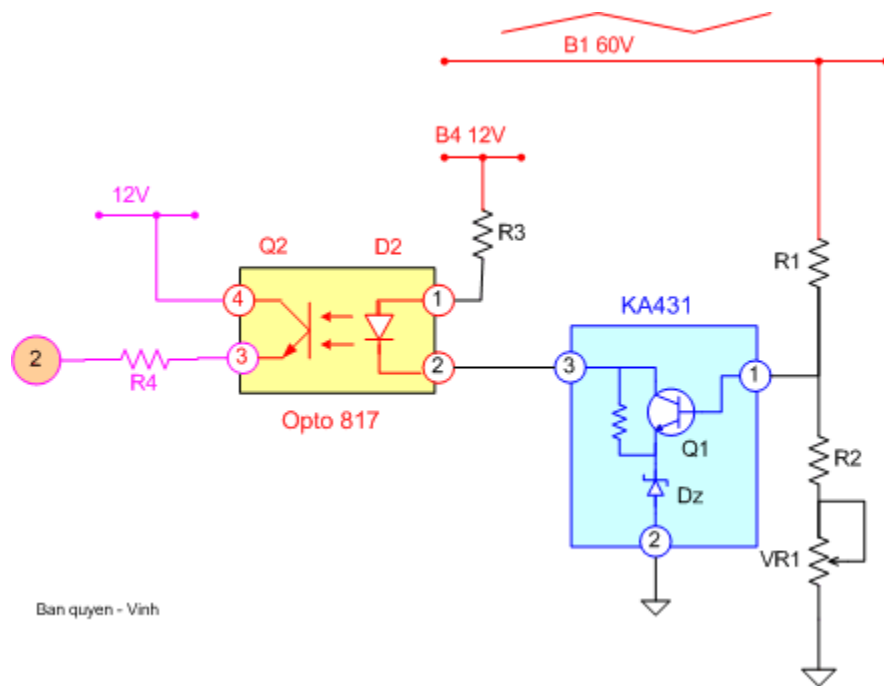 B1 60V
B4 12V
12V
R3
Q2
D2
R1
KA431
4
1
3
2
2
R4
Opto 817
3
1
Q1
R2
Dz
2
VR1
Ban quyen - Vinh